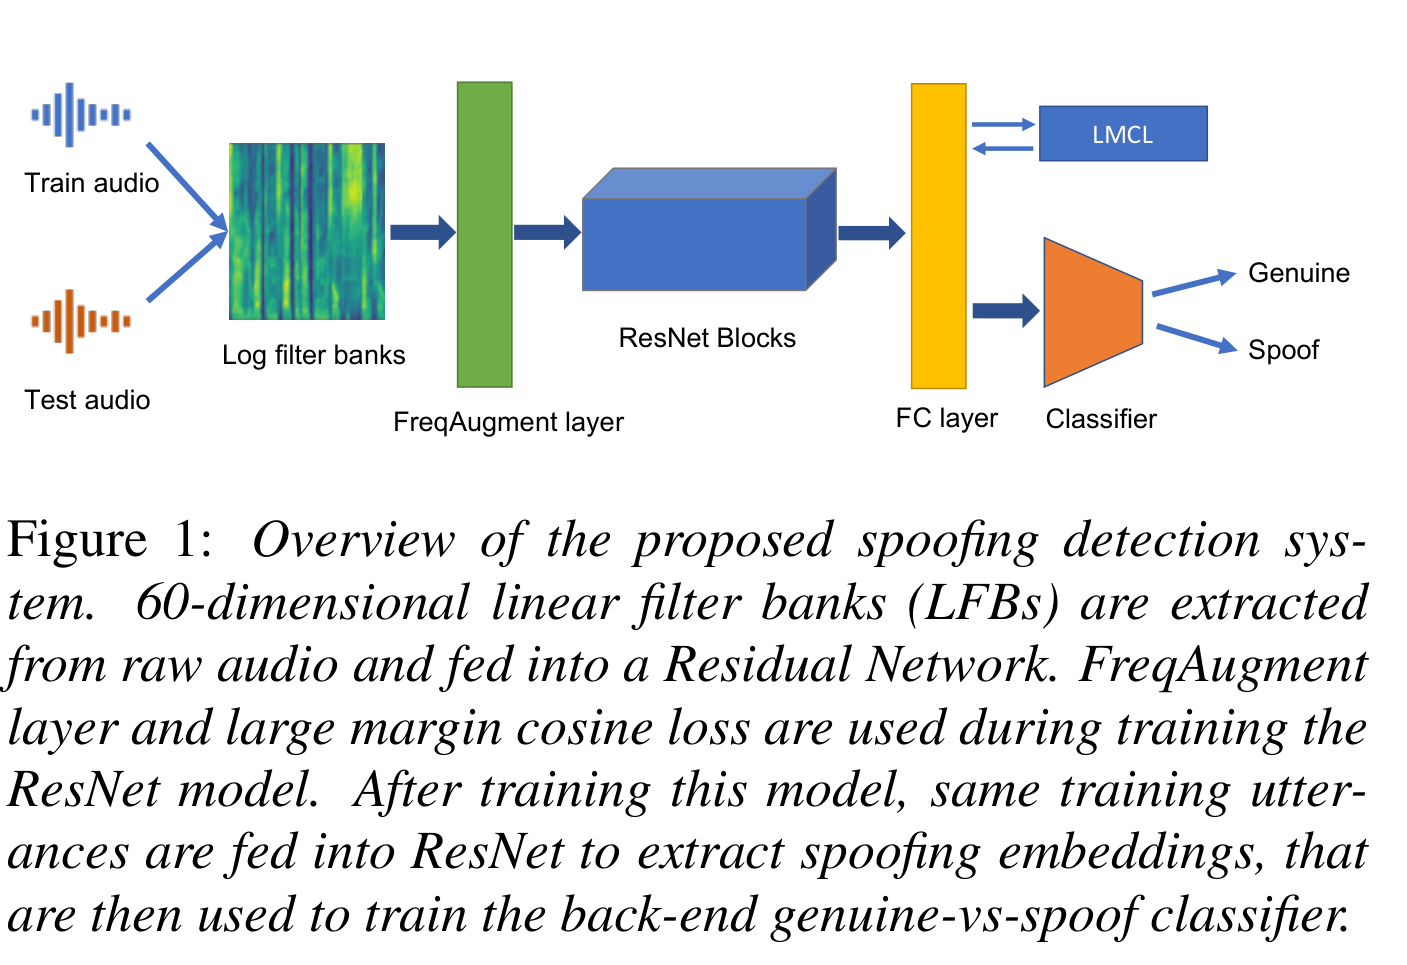 Train audio
Test audio
Log filter banks
FreqAugment layer
ResNet Blocks
FC layer
LMCL
Classifier
Genuine
Spoof
Figure 1: Overview of the proposed spoofing detection sys-
tem. 60-dimensional linear filter banks (LFBs) are extracted
from raw audio and fed into a Residual Network. FreqAugment
layer and large margin cosine loss are used during training the
ResNet model. After training this model, same training utter-
ances are fed into ResNet to extract spoofing embeddings, that
are then used to train the back-end genuine-vs-spoof classifier.